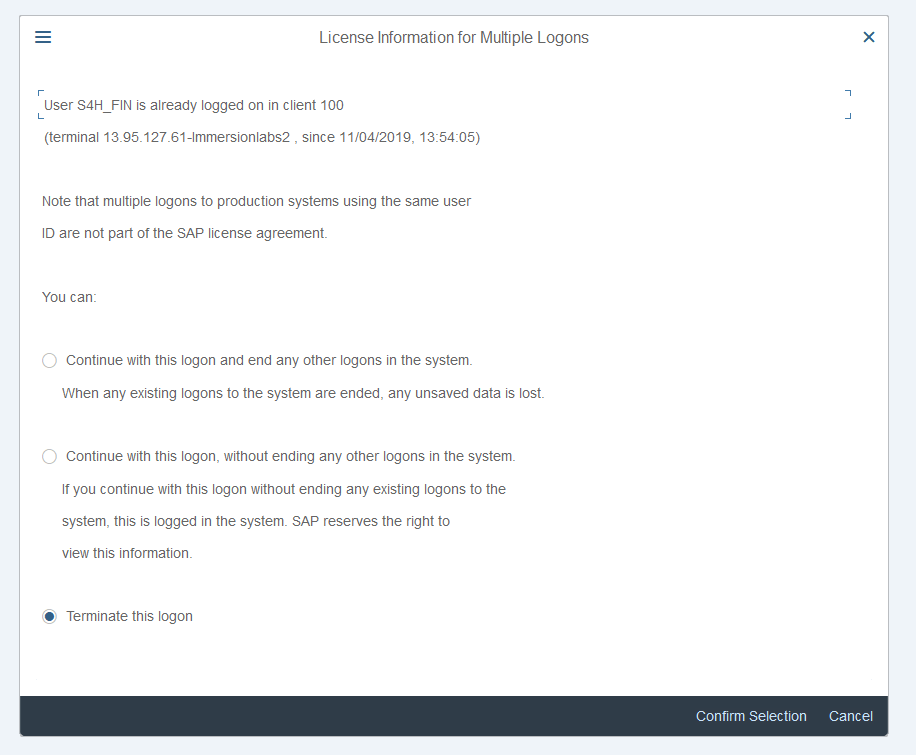 License Information for Multiple Logons
User S4H_FIN is already logged on in client 100
(terminal 13.95.127.61-Immersionlabs2 , since 11/04/2019, 13:54:05)
Note that multiple logons to production systems using the same user
ID are not part of the SAP license agreement.
You can:
Continue with this logon and end any other logons in the system.
When any existing logons to the system are ended, any unsaved data is lost.
Continue with this logon, without ending any other logons in the system.
If you continue with this logon without ending any existing logons to the
system, this is logged in the system. SAP reserves the right to
view this information.
Terminate this logon
Confirm Selection Cancel